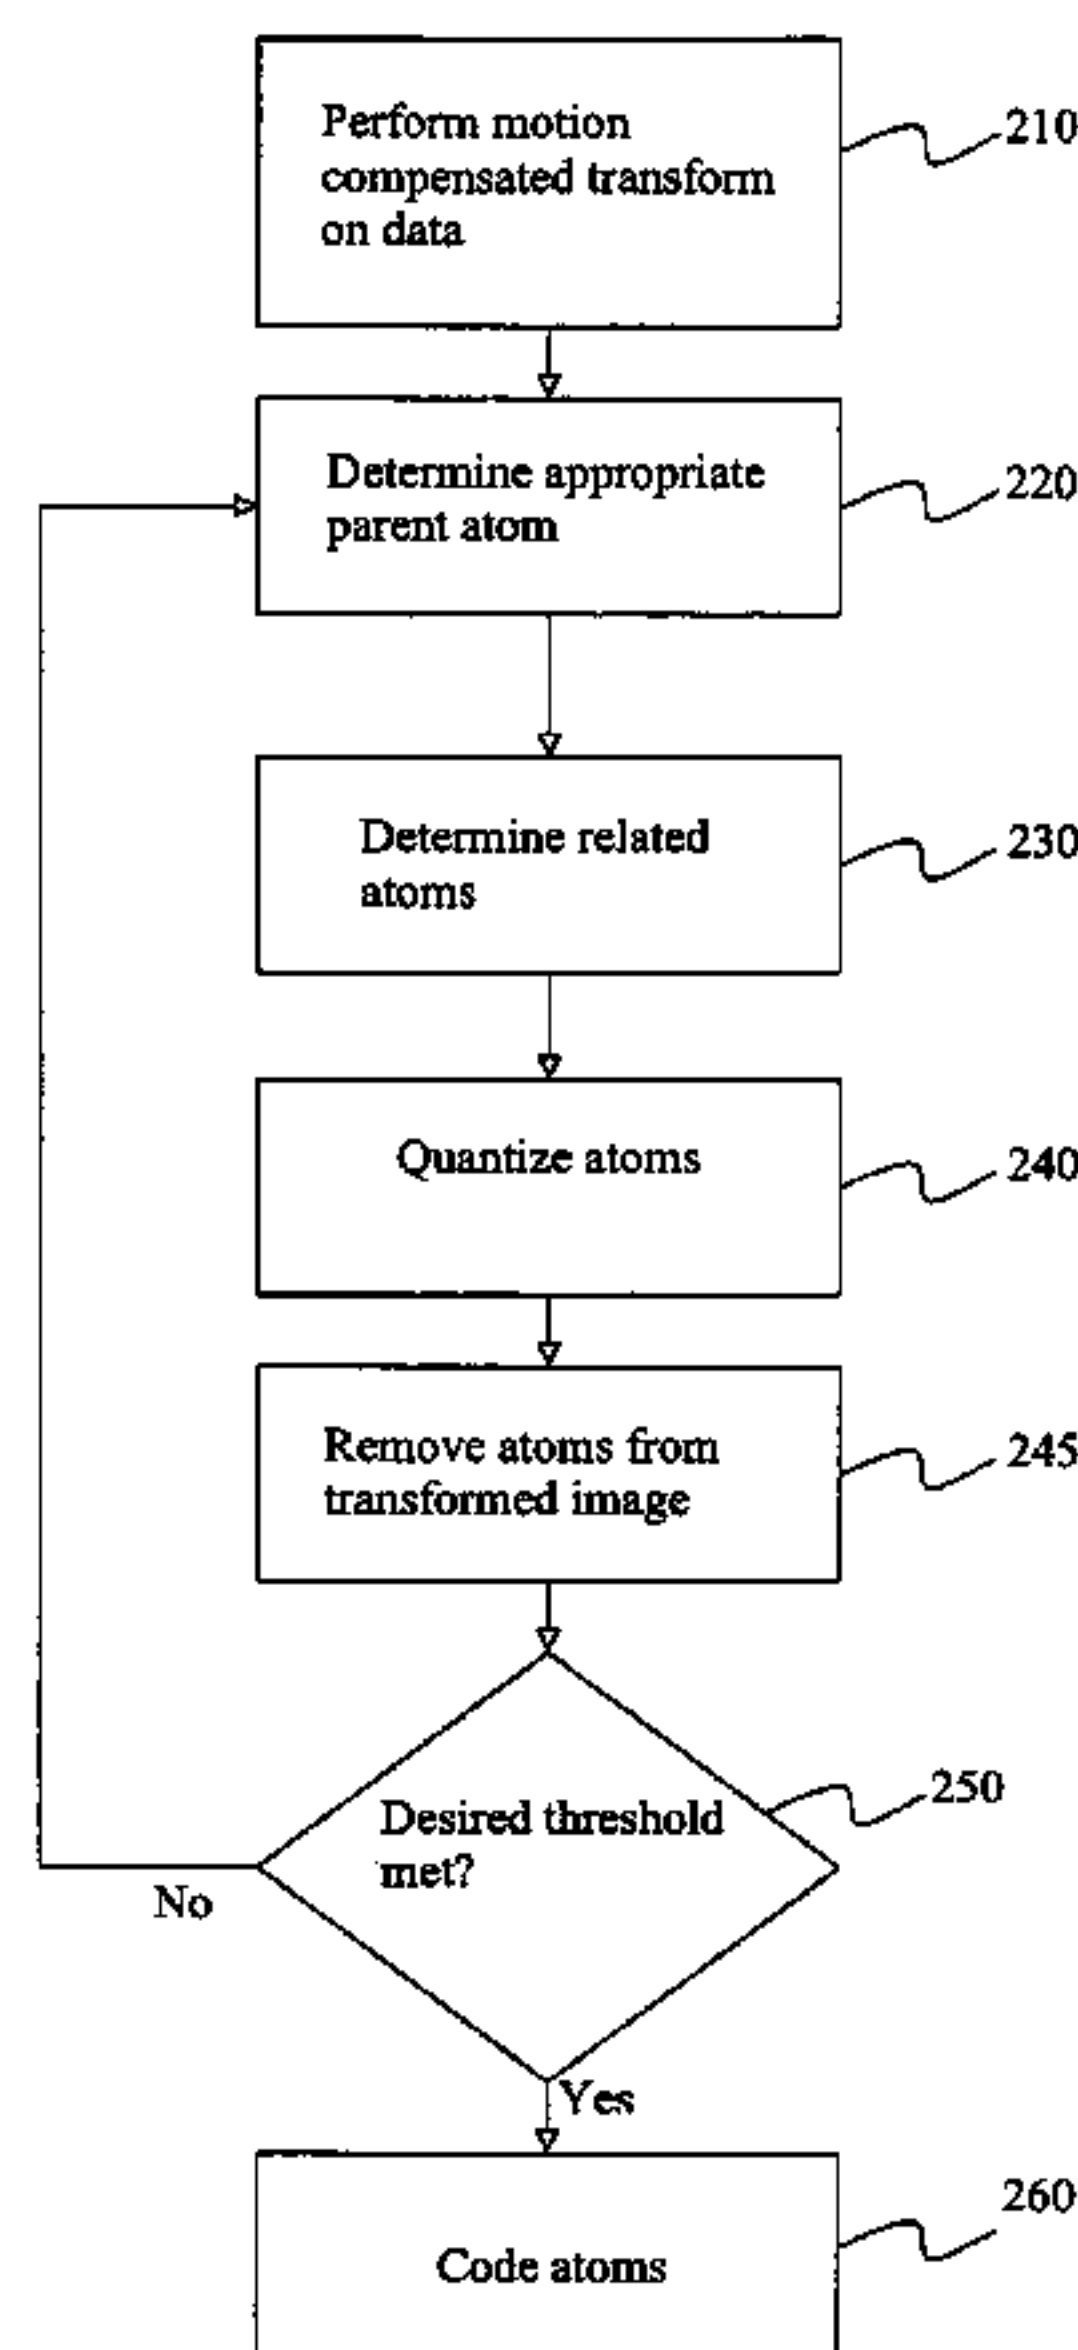 Perform motion
compensated transform
on data
210
Determine appropriate
parent atom
220
Determine related
atoms
230
Quantize atoms
240
Remove atoms from
transformed image
245
Desired threshold
met?
250
No
Yes
Code atoms
260